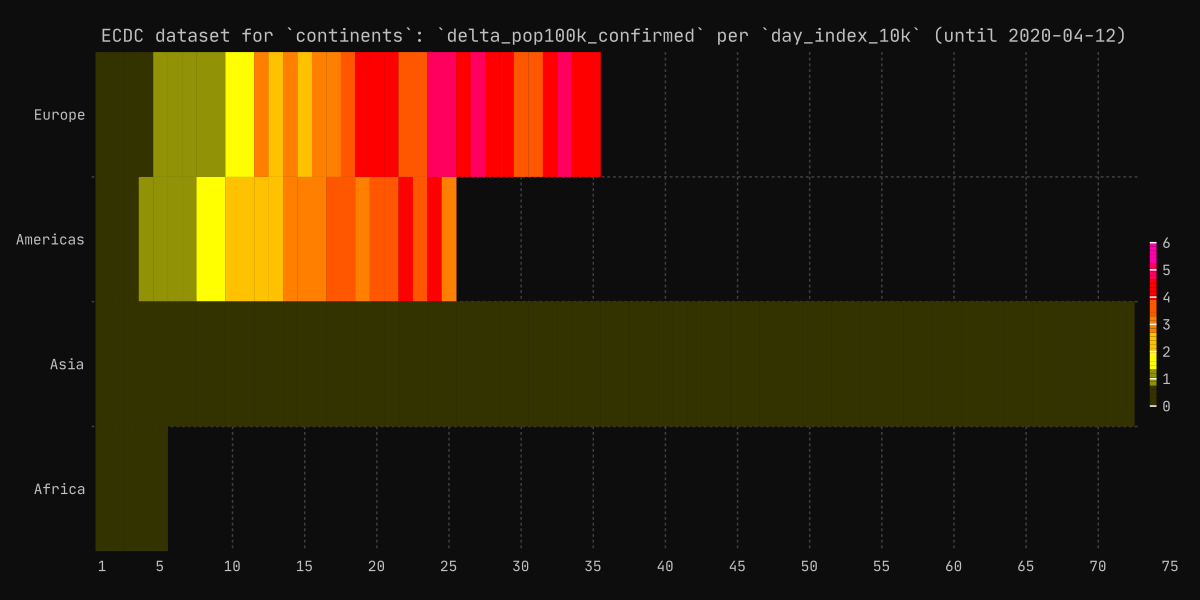 ECDC dataset for `continents`: `delta_pop100k_confirmed` per `day_index_10k` (until 2020-04-12)
Europe
Americas
Asia
Africa
6
5
4
3
2
1
0
1 5 10 15 20 25 30 35 40 45 50 55 60 65 70 75